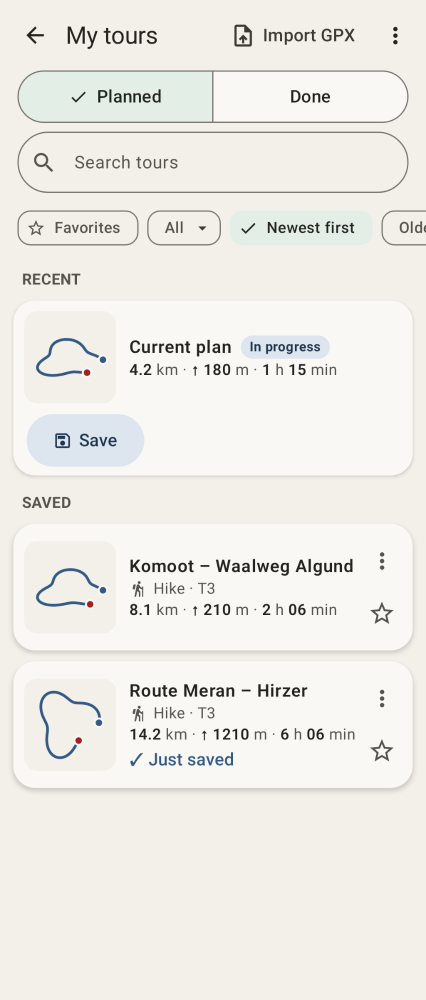 My tours
Import GPX
Planned
Done
Search tours
Favorites
All
Newest first
Olde
RECENT
Current plan
In progress
4.2 km · ↑ 180 m · 1 h 15 min
Save
SAVED
Komoot – Waalweg Algund
Hike · T3
8.1 km · ↑ 210 m · 2 h 06 min
Route Meran – Hirzer
Hike · T3
14.2 km · ↑ 1210 m · 6 h 06 min
✓ Just saved